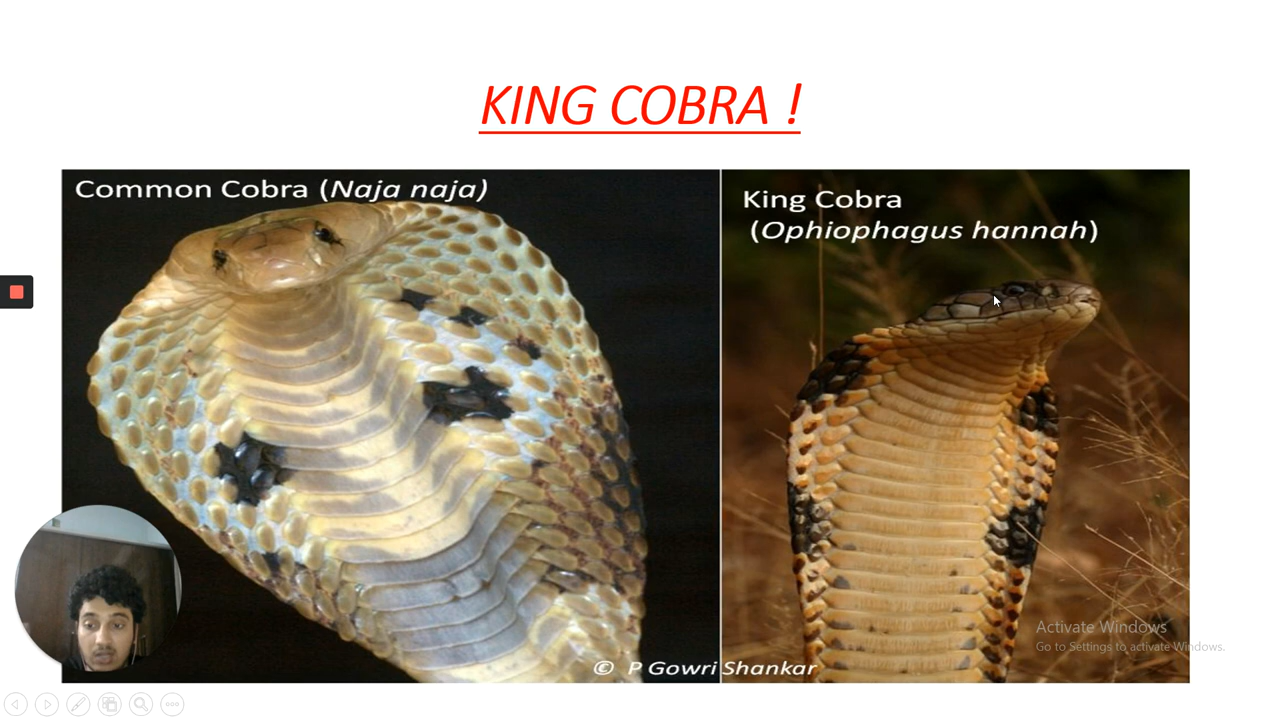 KING COBRA !
Common Cobra (Naja naja)
King Cobra
(Ophiophagus hannah)
© P Gowri Shankar
Activate Windows
Go to Settings to activate Windows.